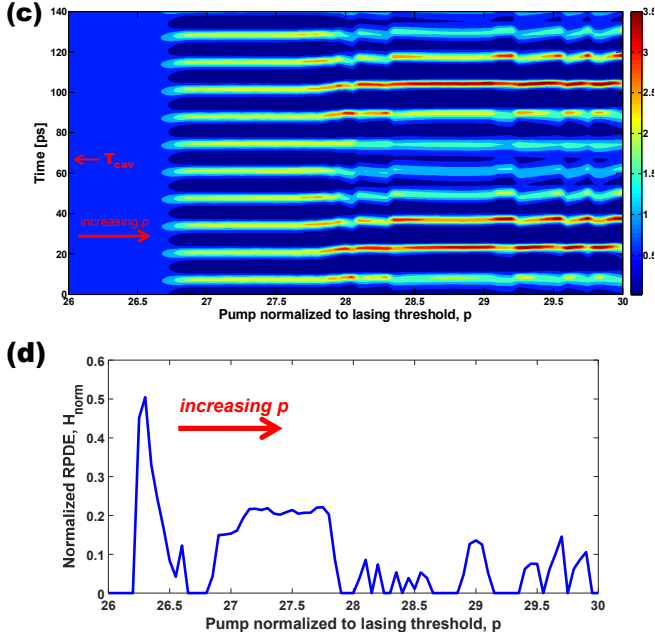 (c)
140
120
100
80
60
40
20
0
Time [ps]
T_cav
increasing p
26 26.5 27 27.5 28 28.5 29 29.5 30
Pump normalized to lasing threshold, p
3.5
3
2.5
2
1.5
1
0.5
(d)
0.6
0.5
0.4
0.3
0.2
0.1
0
Normalized RPDE, H_norm
increasing p
26 26.5 27 27.5 28 28.5 29 29.5 30
Pump normalized to lasing threshold, p